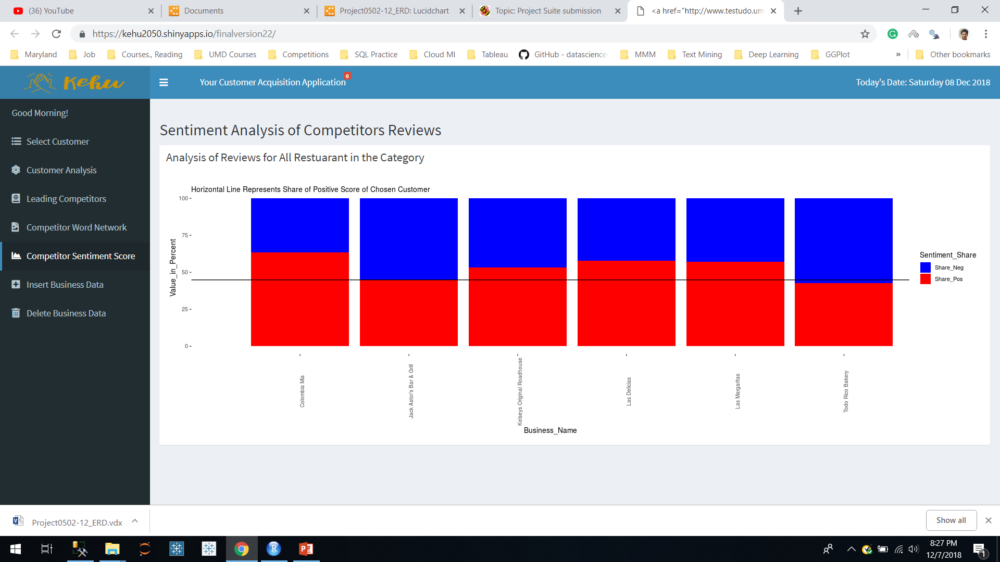 (36) YouTube
Documents
Project0502-12_ERD: Lucidchart
Topic: Project Suite submission
<a href="http://www.testudo.um
https://kehu2050.shinyapps.io/finalversion22/
Maryland
Job
Courses., Reading
UMD Courses
Competitions
SQL Practice
Cloud Ml
Tableau
GitHub - datascience
MMM
Text Mining
Deep Learning
GGPlot
»
Other bookmarks
Kehu
Your Customer Acquisition Application
0
Today's Date: Saturday 08 Dec 2018
Good Morning!
Select Customer
Customer Analysis
Leading Competitors
Competitor Word Network
Competitor Sentiment Score
Insert Business Data
Delete Business Data
Sentiment Analysis of Competitors Reviews
Analysis of Reviews for All Restuarant in the Category
Horizontal Line Represents Share of Positive Score of Chosen Customer
Value_in_Percent
100
75
50
25
0
Colombia Mia
Jack Astor's Bar & Grill
Kelseys Original Roadhouse
Las Delicias
Las Margaritas
Todo Rico Bakery
Business_Name
Sentiment_Share
Share_Neg
Share_Pos
Project0502-12_ERD.vdx
Show all
8:27 PM
12/7/2018
1